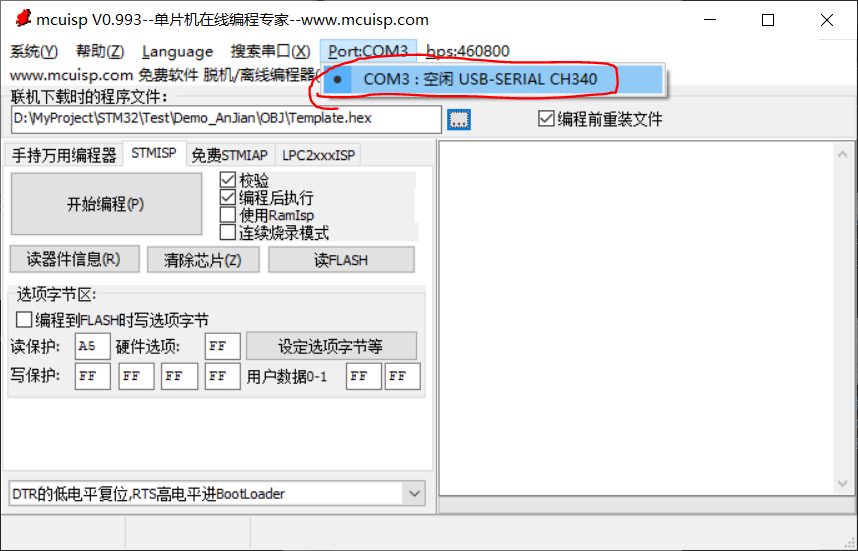 mcuisp V0.993--单片机在线编程专家--www.mcuisp.com
系统(Y) 帮助(Z) Language 搜索串口(X) Port:COM3 bps:460800
www.mcuisp.com 免费软件 脱机/离线编程器(
COM3：空闲 USB-SERIAL CH340
联机下载时的程序文件：
D:\MyProject\STM32\Test\Demo_AnJian\OBJ\Template.hex ... 编程前重装文件
手持万用编程器 STMISP 免费STMIAP LPC2xxxISP
开始编程(P)
校验
编程后执行
使用RamIsp
连续烧录模式
读器件信息(R) 清除芯片(Z) 读FLASH
选项字节区:
编程到FLASH时写选项字节
读保护: A5 硬件选项: FF 设定选项字节等
写保护: FF FF FF FF 用户数据0-1 FF FF
DTR的低电平复位,RTS高电平进BootLoader